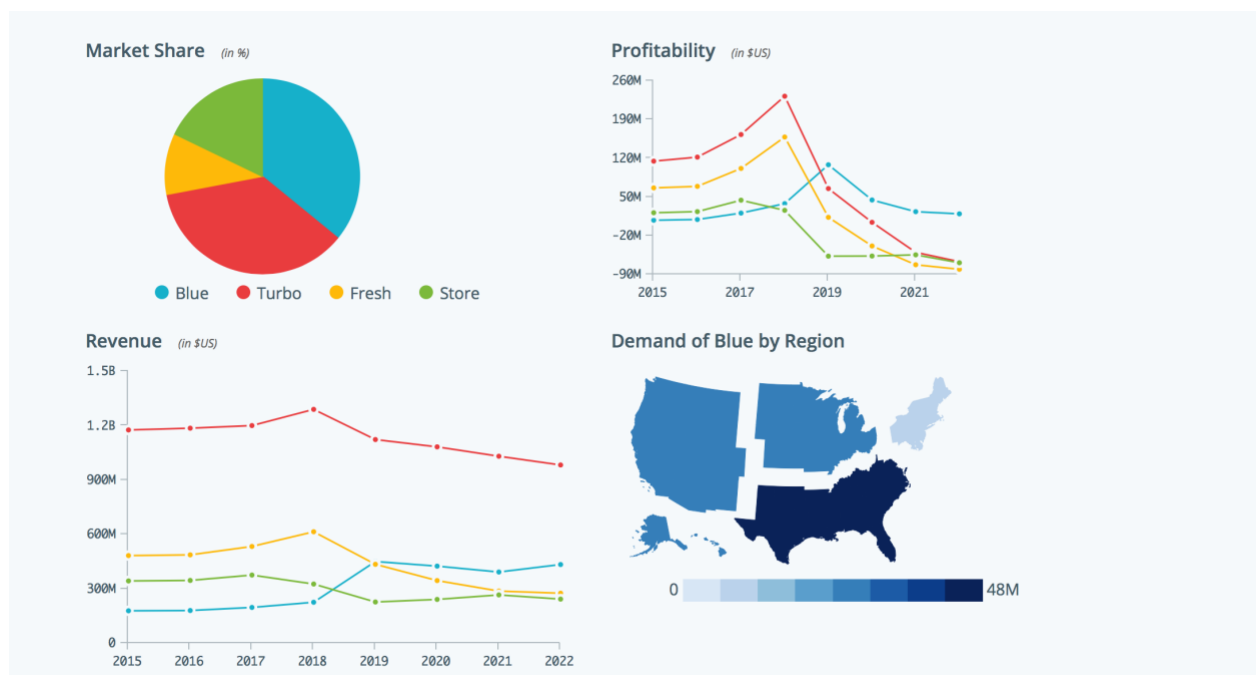 Market Share (in %)
Blue Turbo Fresh Store
Profitability (in $US)
260M
190M
120M
50M
-20M
-90M
2015 2017 2019 2021
Revenue (in $US)
1.5B
1.2B
900M
600M
300M
0
2015 2016 2017 2018 2019 2020 2021 2022
Demand of Blue by Region
0 48M